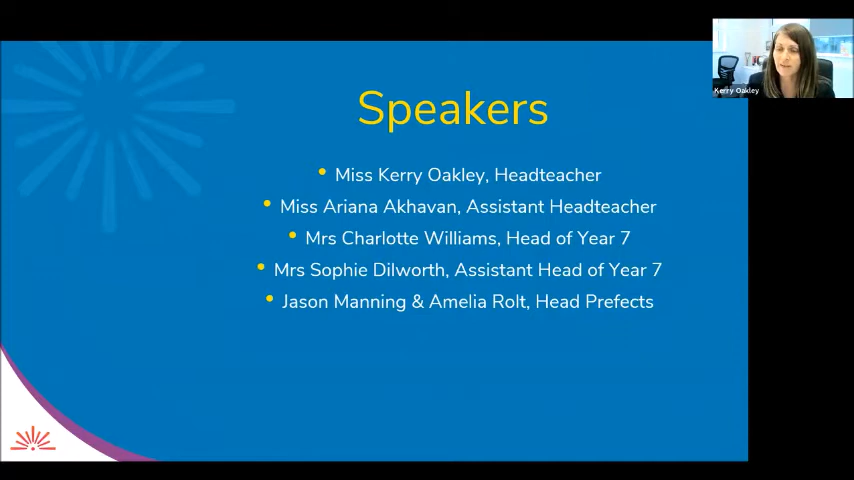 Speakers
• Miss Kerry Oakley, Headteacher
• Miss Ariana Akhavan, Assistant Headteacher
• Mrs Charlotte Williams, Head of Year 7
• Mrs Sophie Dilworth, Assistant Head of Year 7
• Jason Manning & Amelia Rolt, Head Prefects
Kerry Oakley